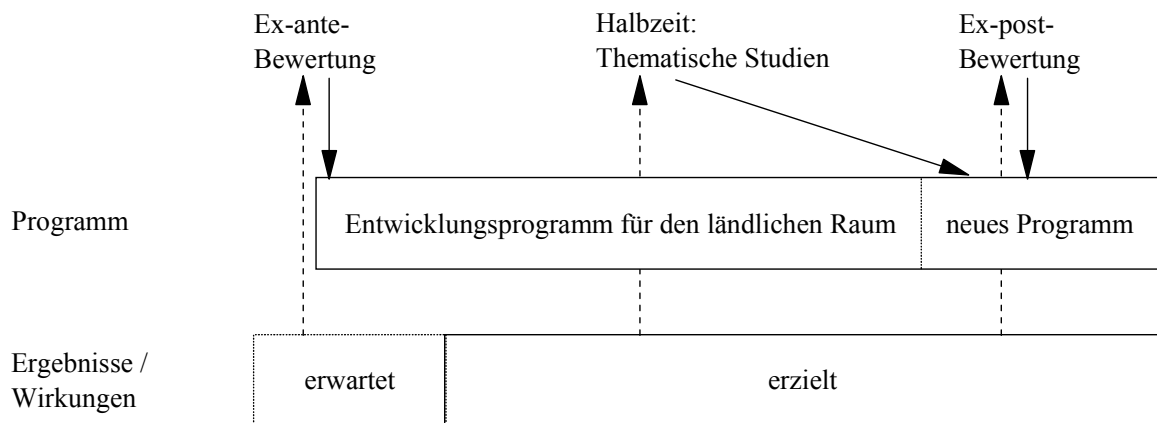 Ex-ante-
Bewertung
Halbzeit:
Thematische Studien
Ex-post-
Bewertung
Programm
Entwicklungsprogramm für den ländlichen Raum
neues Programm
Ergebnisse /
Wirkungen
erwartet
erzielt